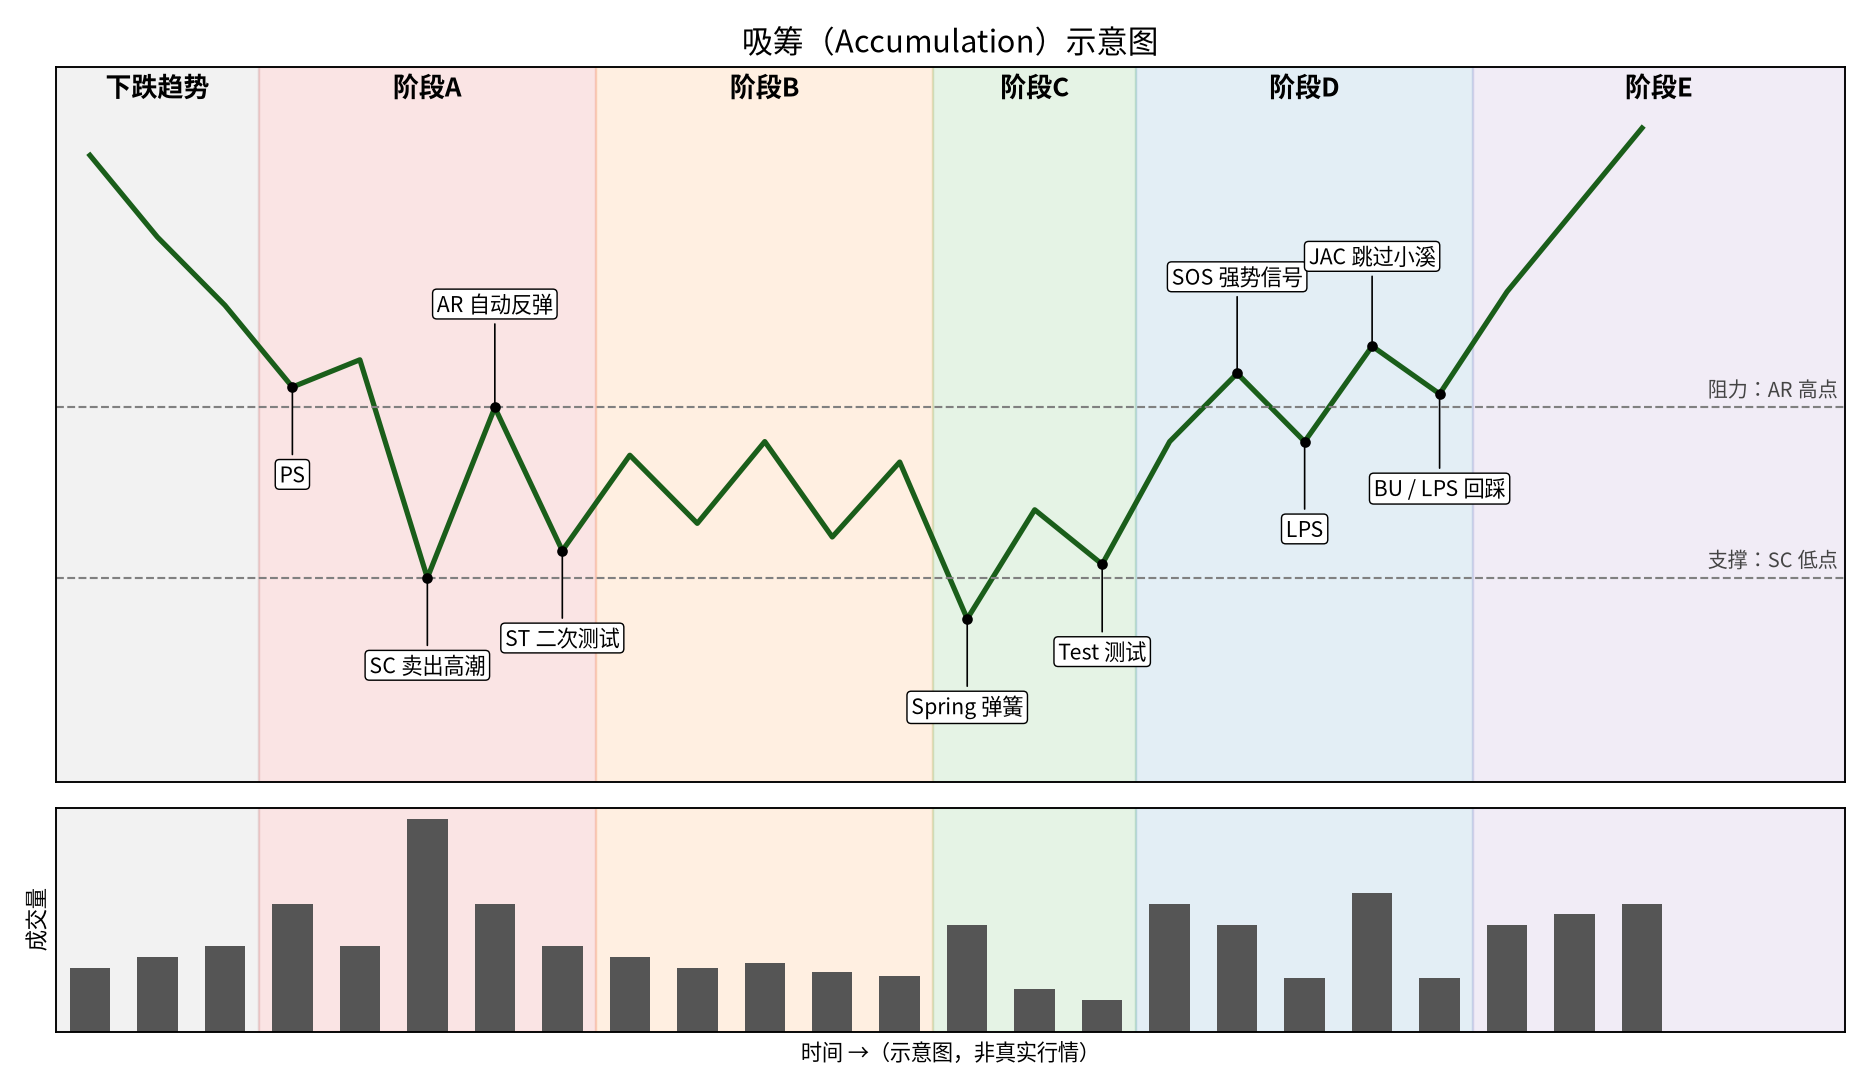 吸筹（Accumulation）示意图
下跌趋势
阶段A
阶段B
阶段C
阶段D
阶段E
JAC 跳过小溪
SOS 强势信号
AR 自动反弹
阻力：AR 高点
PS
BU / LPS 回踩
LPS
支撑：SC 低点
ST 二次测试
Test 测试
SC 卖出高潮
Spring 弹簧
成交量
时间 →（示意图，非真实行情）